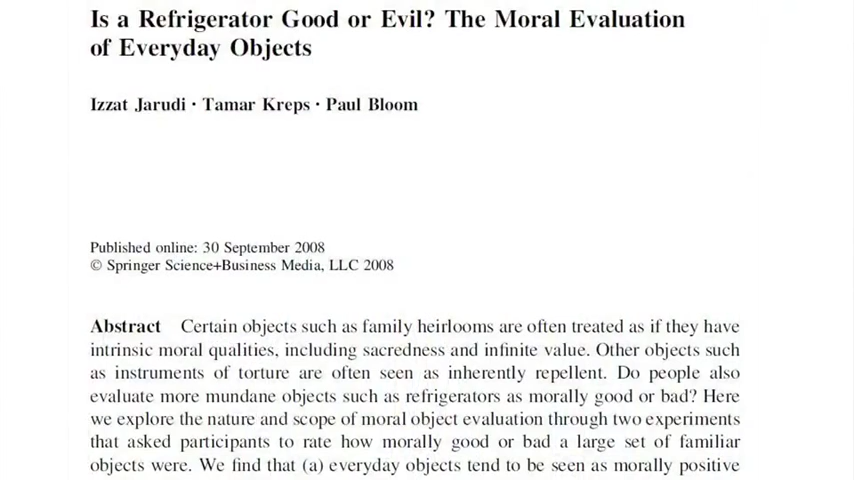 Is a Refrigerator Good or Evil? The Moral Evaluation
of Everyday Objects
Izzat Jarudi · Tamar Kreps · Paul Bloom
Published online: 30 September 2008
© Springer Science+Business Media, LLC 2008
Abstract Certain objects such as family heirlooms are often treated as if they have
intrinsic moral qualities, including sacredness and infinite value. Other objects such
as instruments of torture are often seen as inherently repellent. Do people also
evaluate more mundane objects such as refrigerators as morally good or bad? Here
we explore the nature and scope of moral object evaluation through two experiments
that asked participants to rate how morally good or bad a large set of familiar
objects were. We find that (a) everyday objects tend to be seen as morally positive